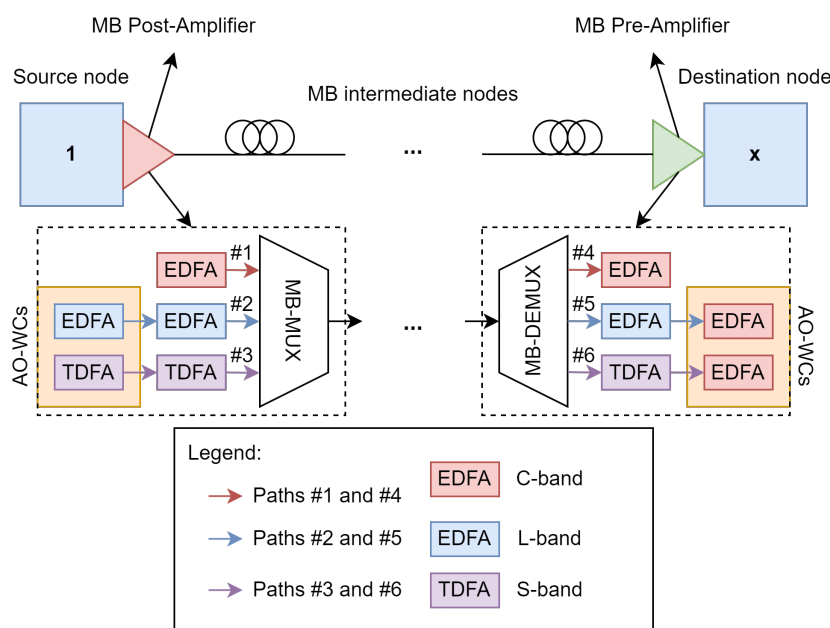 MB Post-Amplifier
MB Pre-Amplifier
Source node
Destination node
MB intermediate nodes
1
...
x
AO-WCs
EDFA
#1
EDFA
EDFA
#2
TDFA
TDFA
#3
MB-MUX
...
MB-DEMUX
#4
EDFA
#5
EDFA
EDFA
#6
TDFA
EDFA
AO-WCs
Legend:
Paths #1 and #4
EDFA
C-band
Paths #2 and #5
EDFA
L-band
Paths #3 and #6
TDFA
S-band